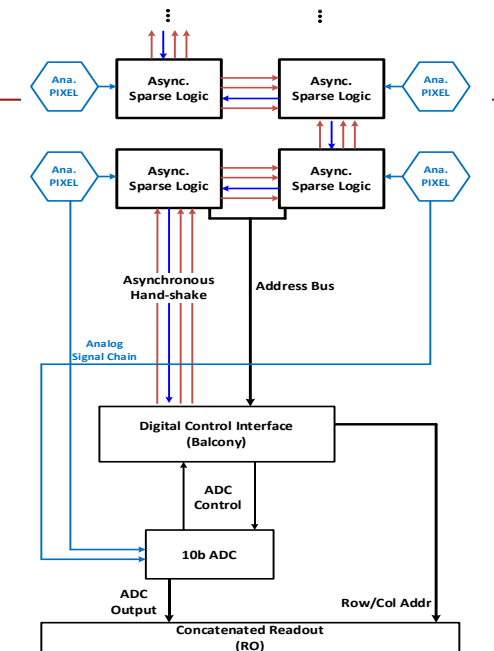 Ana.
PIXEL
Async.
Sparse Logic
Async.
Sparse Logic
Ana.
PIXEL
Ana.
PIXEL
Async.
Sparse Logic
Async.
Sparse Logic
Ana.
PIXEL
Asynchronous
Hand-shake
Address Bus
Analog
Signal Chain
Digital Control Interface
(Balcony)
ADC
Control
10b ADC
ADC
Output
Row/Col Addr
Concatenated Readout
(RO)